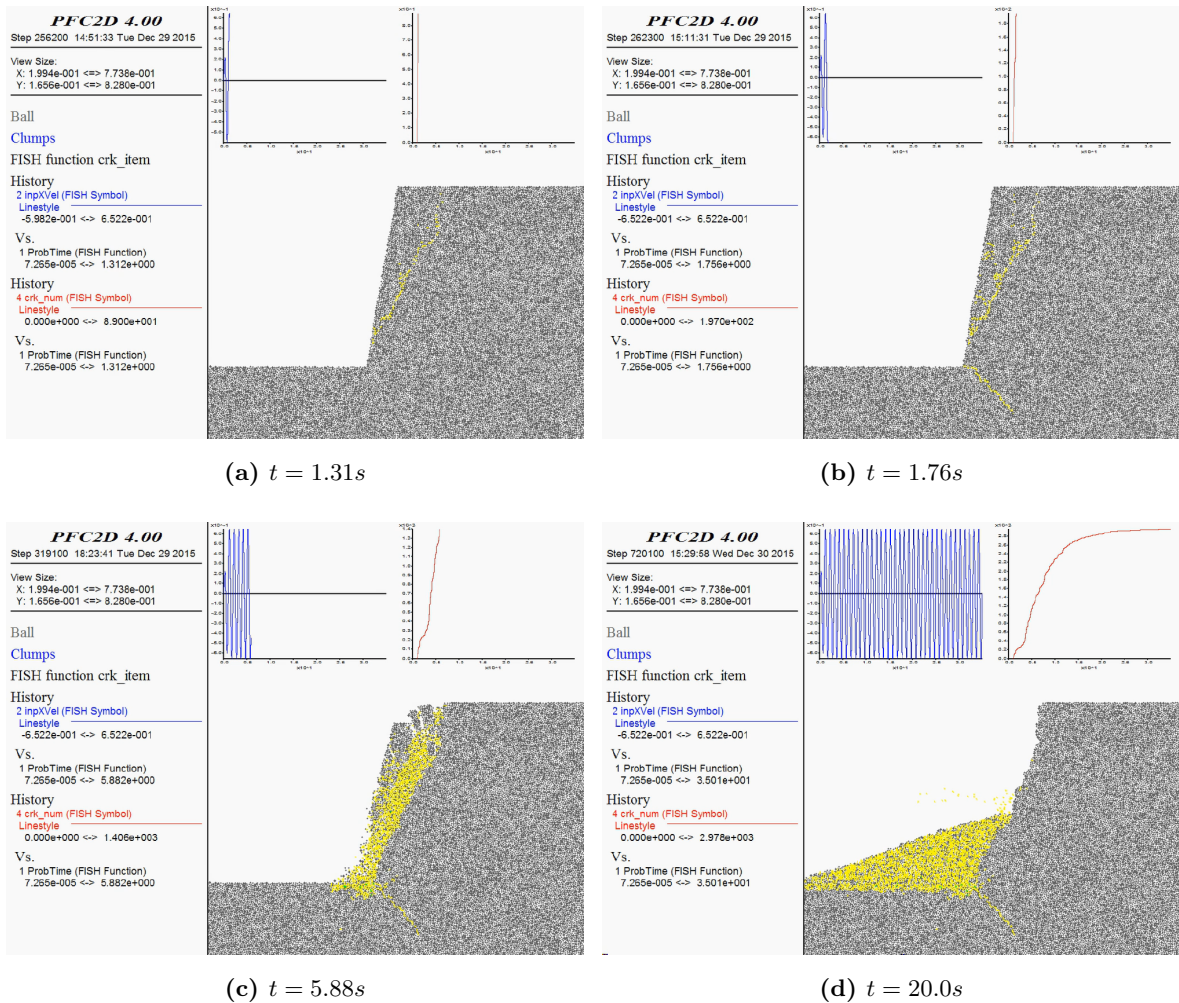 PFC2D 4.00
Step 256200 14:51:33 Tue Dec 29 2015
View Size:
X: 1.994e-001 <=> 7.738e-001
Y: 1.656e-001 <=> 8.280e-001
Ball
Clumps
FISH function crk_item
History
2 inpXVel (FISH Symbol)
Linestyle
-5.982e-001 <-> 6.522e-001
Vs.
1 ProbTime (FISH Function)
7.265e-005 <-> 1.312e+000
History
4 crk_num (FISH Symbol)
Linestyle
0.000e+000 <-> 8.900e+001
Vs.
1 ProbTime (FISH Function)
7.265e-005 <-> 1.312e+000
(a) t = 1.31s
PFC2D 4.00
Step 262300 15:11:31 Tue Dec 29 2015
View Size:
X: 1.994e-001 <=> 7.738e-001
Y: 1.656e-001 <=> 8.280e-001
Ball
Clumps
FISH function crk_item
History
2 inpXVel (FISH Symbol)
Linestyle
-6.522e-001 <-> 6.522e-001
Vs.
1 ProbTime (FISH Function)
7.265e-005 <-> 1.756e+000
History
4 crk_num (FISH Symbol)
Linestyle
0.000e+000 <-> 1.970e+002
Vs.
1 ProbTime (FISH Function)
7.265e-005 <-> 1.756e+000
(b) t = 1.76s
PFC2D 4.00
Step 319100 18:23:41 Tue Dec 29 2015
View Size:
X: 1.994e-001 <=> 7.738e-001
Y: 1.656e-001 <=> 8.280e-001
Ball
Clumps
FISH function crk_item
History
2 inpXVel (FISH Symbol)
Linestyle
-6.522e-001 <-> 6.522e-001
Vs.
1 ProbTime (FISH Function)
7.265e-005 <-> 5.882e+000
History
4 crk_num (FISH Symbol)
Linestyle
0.000e+000 <-> 1.406e+003
Vs.
1 ProbTime (FISH Function)
7.265e-005 <-> 5.882e+000
(c) t = 5.88s
PFC2D 4.00
Step 720100 15:29:58 Wed Dec 30 2015
View Size:
X: 1.994e-001 <=> 7.738e-001
Y: 1.656e-001 <=> 8.280e-001
Ball
Clumps
FISH function crk_item
History
2 inpXVel (FISH Symbol)
Linestyle
-6.522e-001 <-> 6.522e-001
Vs.
1 ProbTime (FISH Function)
7.265e-005 <-> 3.501e+001
History
4 crk_num (FISH Symbol)
Linestyle
0.000e+000 <-> 2.978e+003
Vs.
1 ProbTime (FISH Function)
7.265e-005 <-> 3.501e+001
(d) t = 20.0s